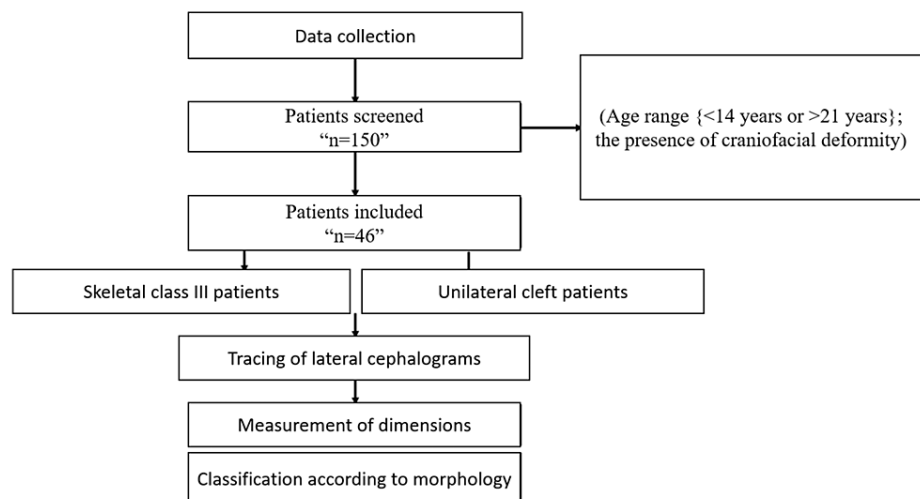 Data collection
Patients screened
“n=150”
(Age range {<14 years or >21 years};
the presence of craniofacial deformity)
Patients included
“n=46”
Skeletal class III patients
Unilateral cleft patients
Tracing of lateral cephalograms
Measurement of dimensions
Classification according to morphology